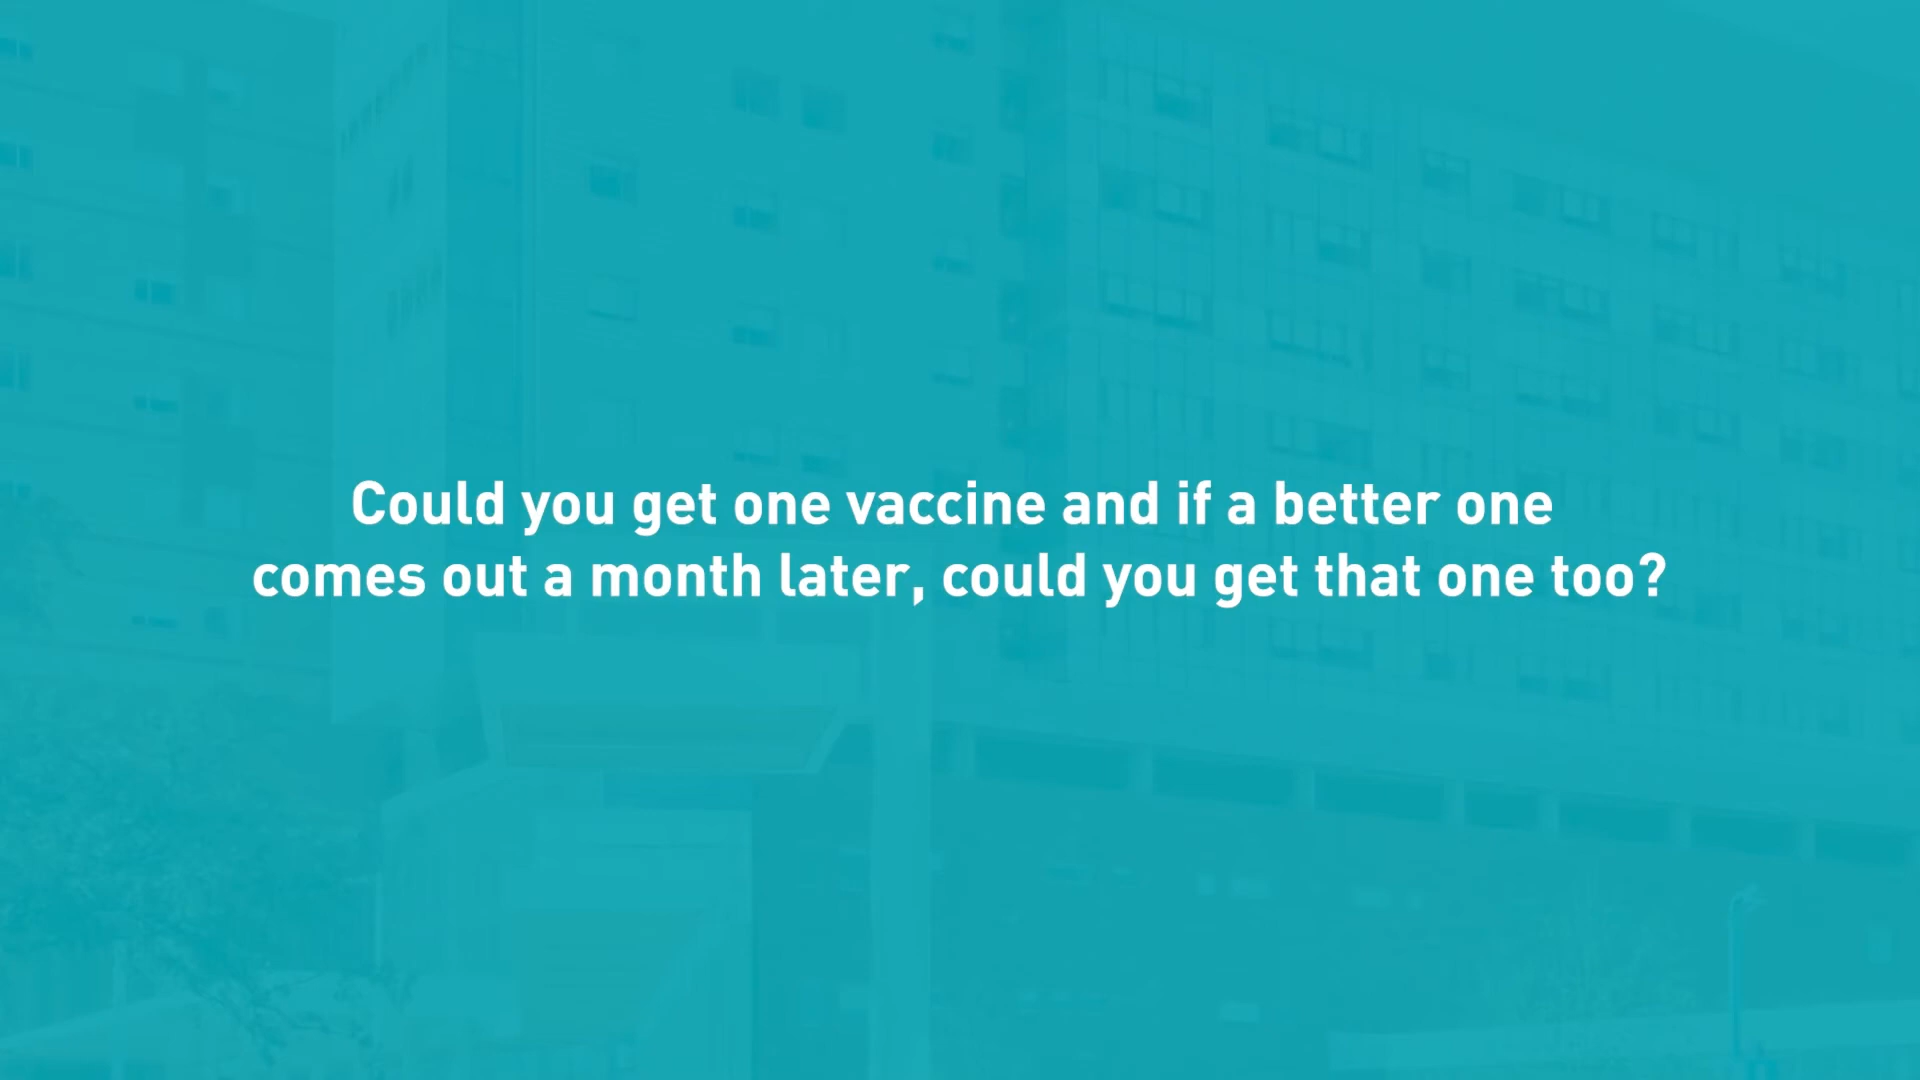 Could you get one vaccine and if a better one
comes out a month later, could you get that one too?